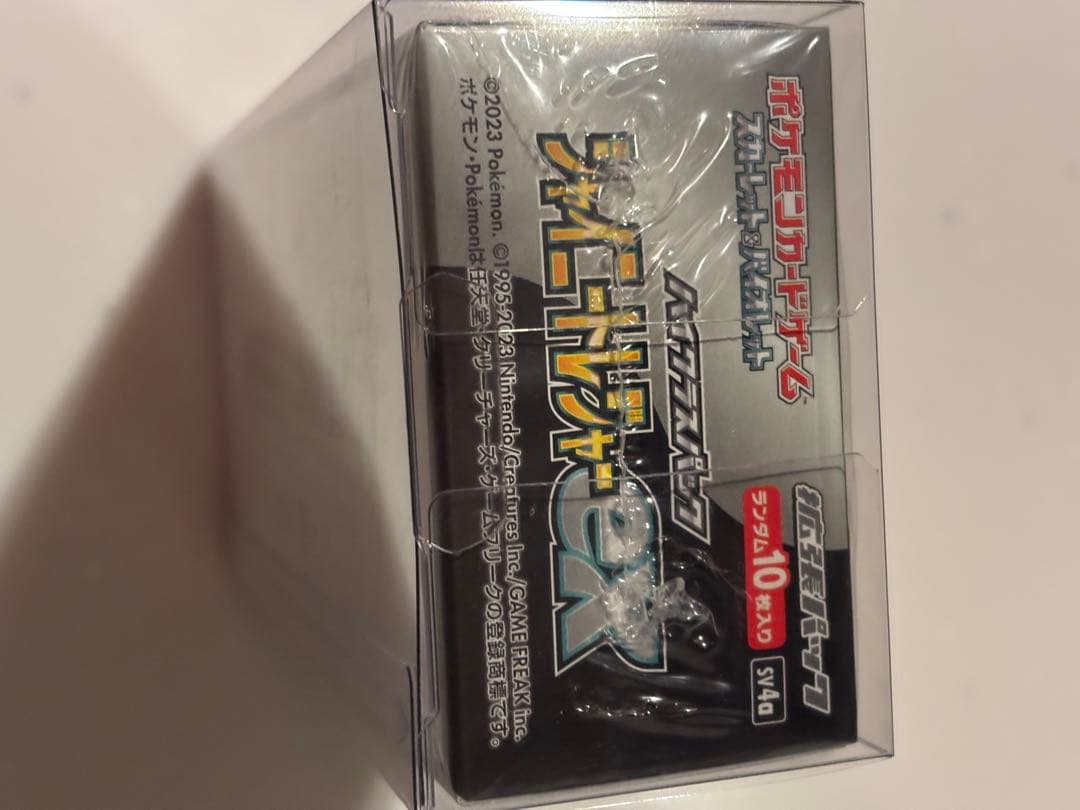 ポケモンカードゲーム
スカーレット&バイオレット
拡張パック
ランダム10枚入り
SV4a
ハイクラスパック
シャイニートレジャーex
©2023 Pokémon. ©1995-2023 Nintendo/Creatures Inc./GAME FREAK inc.
ポケモン・Pokémonは任天堂・クリーチャーズ・ゲームフリークの登録商標です。